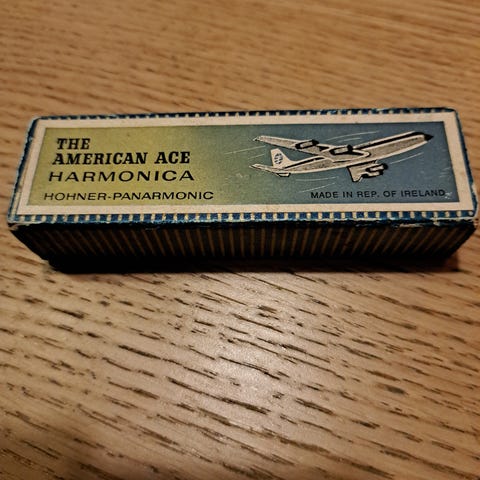 THE
AMERICAN ACE
HARMONICA
HOHNER-PANARMONIC
MADE IN REP. OF IRELAND